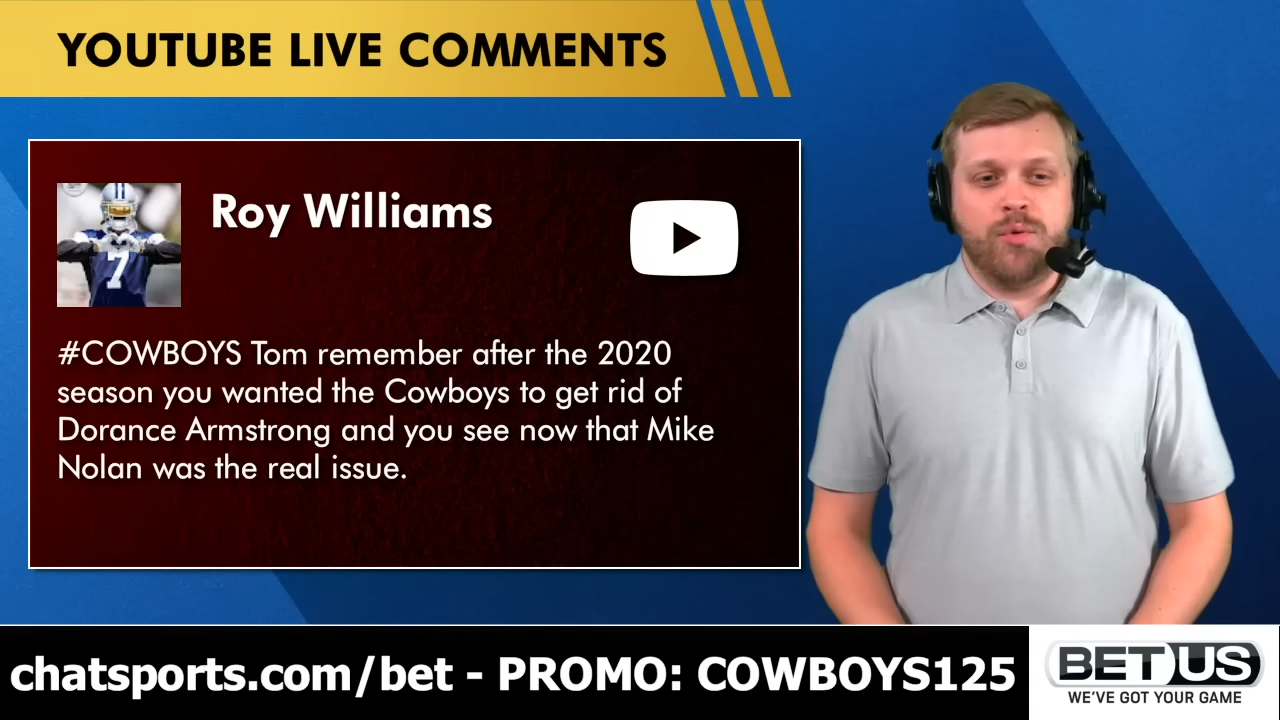 YOUTUBE LIVE COMMENTS
Roy Williams
7
#COWBOYS Tom remember after the 2020
season you wanted the Cowboys to get rid of
Dorance Armstrong and you see now that Mike
Nolan was the real issue.
chatsports.com/bet - PROMO: COWBOYS125
BETUS
WE'VE GOT YOUR GAME